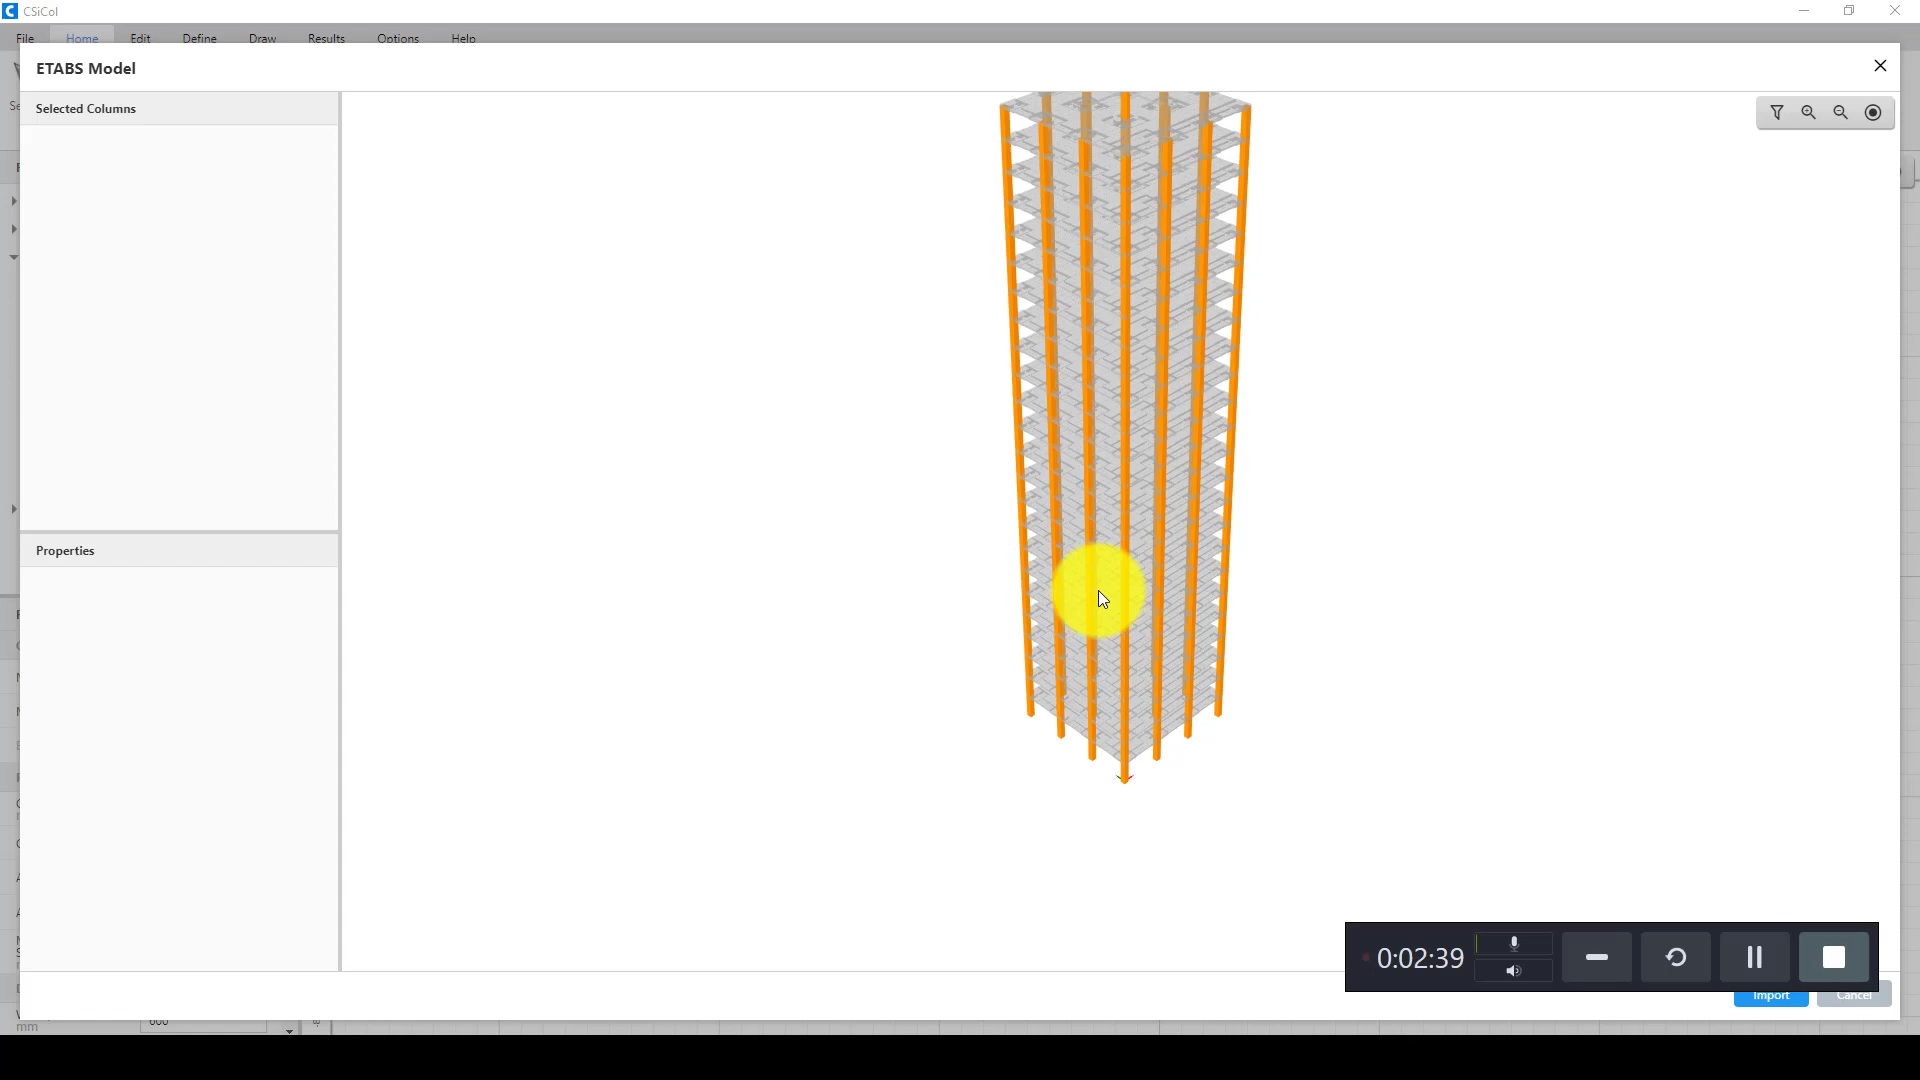 CSiCol
File Home Edit Define Draw Results Options Help
ETABS Model
Selected Columns
Properties
0:02:39
Import Cancel
mm 600